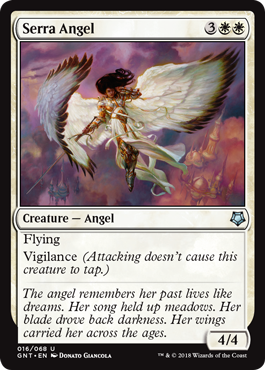 Serra Angel 3
Creature — Angel
Flying
Vigilance (Attacking doesn't cause this
creature to tap.)
The angel remembers her past lives like
dreams. Her song held up meadows. Her
blade drove back darkness. Her wings
carried her across the ages.
4/4
016/068 U
GNT • EN Donato Giancola
™ & © 2018 Wizards of the Coast